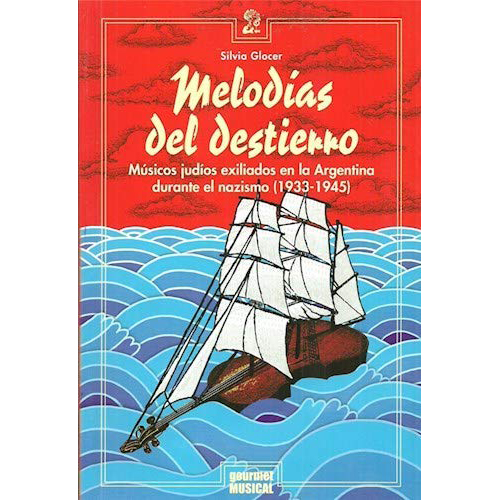 Silvia Glocer
Melodías
del destierro
Músicos judíos exiliados en la Argentina
durante el nazismo (1933-1945)
gourmet
MUSICAL